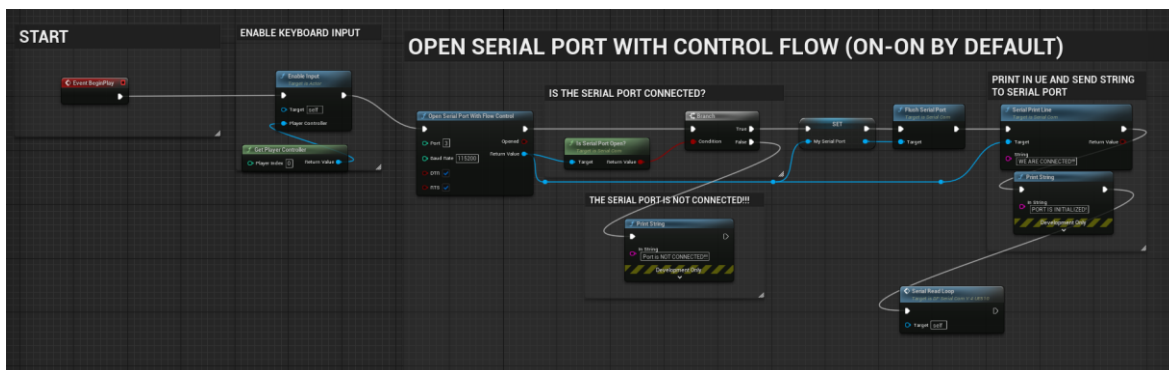 START
ENABLE KEYBOARD INPUT
OPEN SERIAL PORT WITH CONTROL FLOW (ON-ON BY DEFAULT)
Event BeginPlay
Enable Input
Target is Actor
Target self
Player Controller
Get Player Controller
Player Index 0 Return Value
Open Serial Port With Flow Control
Port 3 Opened
Baud Rate 115200 Return Value
DTR
RTS
IS THE SERIAL PORT CONNECTED?
Is Serial Port Open?
Target is Serial Com
Target Return Value
Branch
True
Condition False
THE SERIAL PORT IS NOT CONNECTED!!!
Print String
In String
Port is NOT CONNECTED!!!
Development Only
SET
My Serial Port
Flush Serial Port
Target is Serial Com
Target
PRINT IN UE AND SEND STRING
TO SERIAL PORT
Serial Print Line
Target is Serial Com
Target Return Value
String
Print String
In String
Development Only
Serial Read Loop
Target self